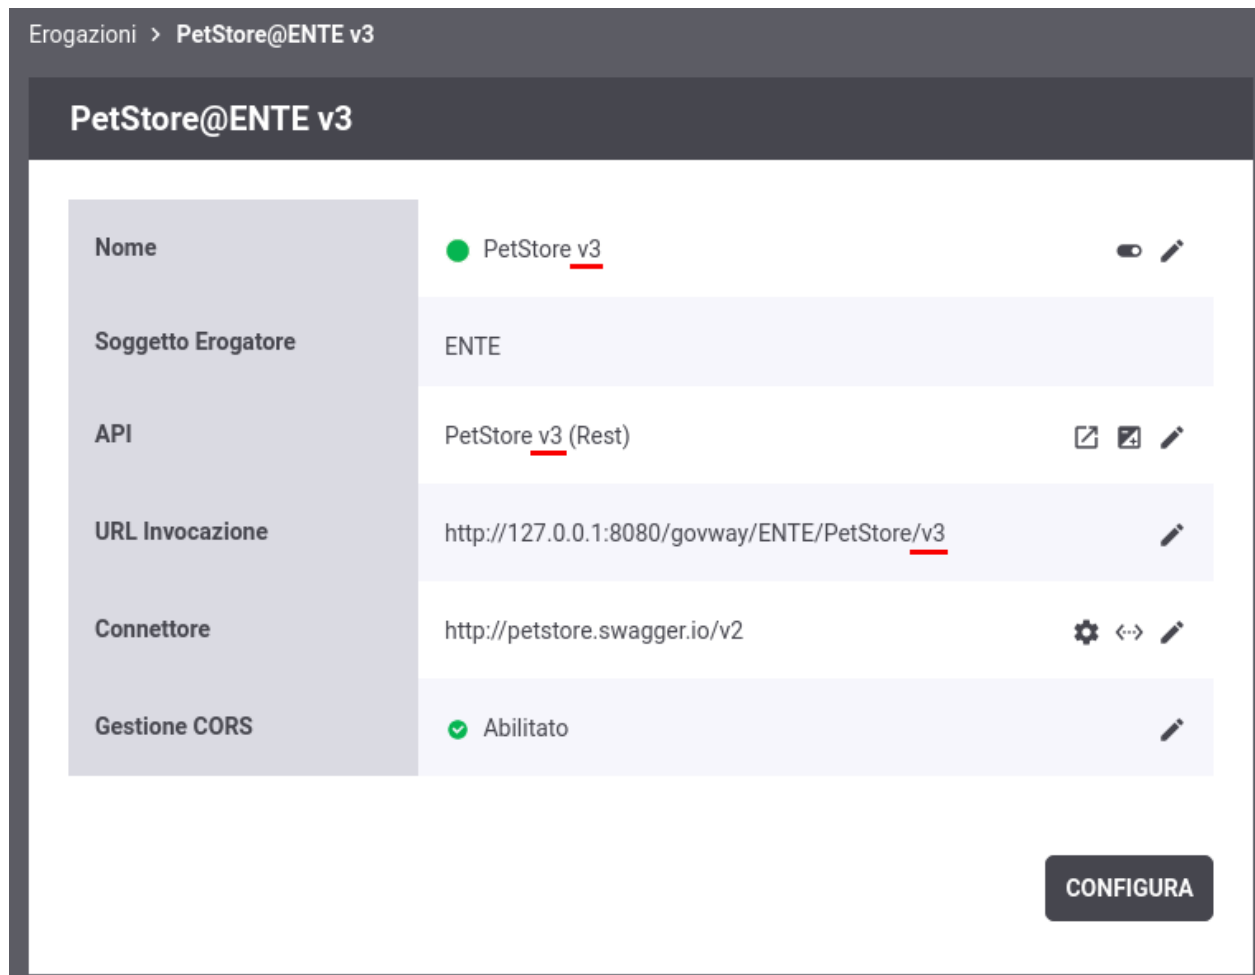 Erogazioni > PetStore@ENTE v3
PetStore@ENTE v3
Nome
PetStore v3
Soggetto Erogatore
ENTE
API
PetStore v3 (Rest)
URL Invocazione
http://127.0.0.1:8080/govway/ENTE/PetStore/v3
Connettore
http://petstore.swagger.io/v2
Gestione CORS
Abilitato
CONFIGURA